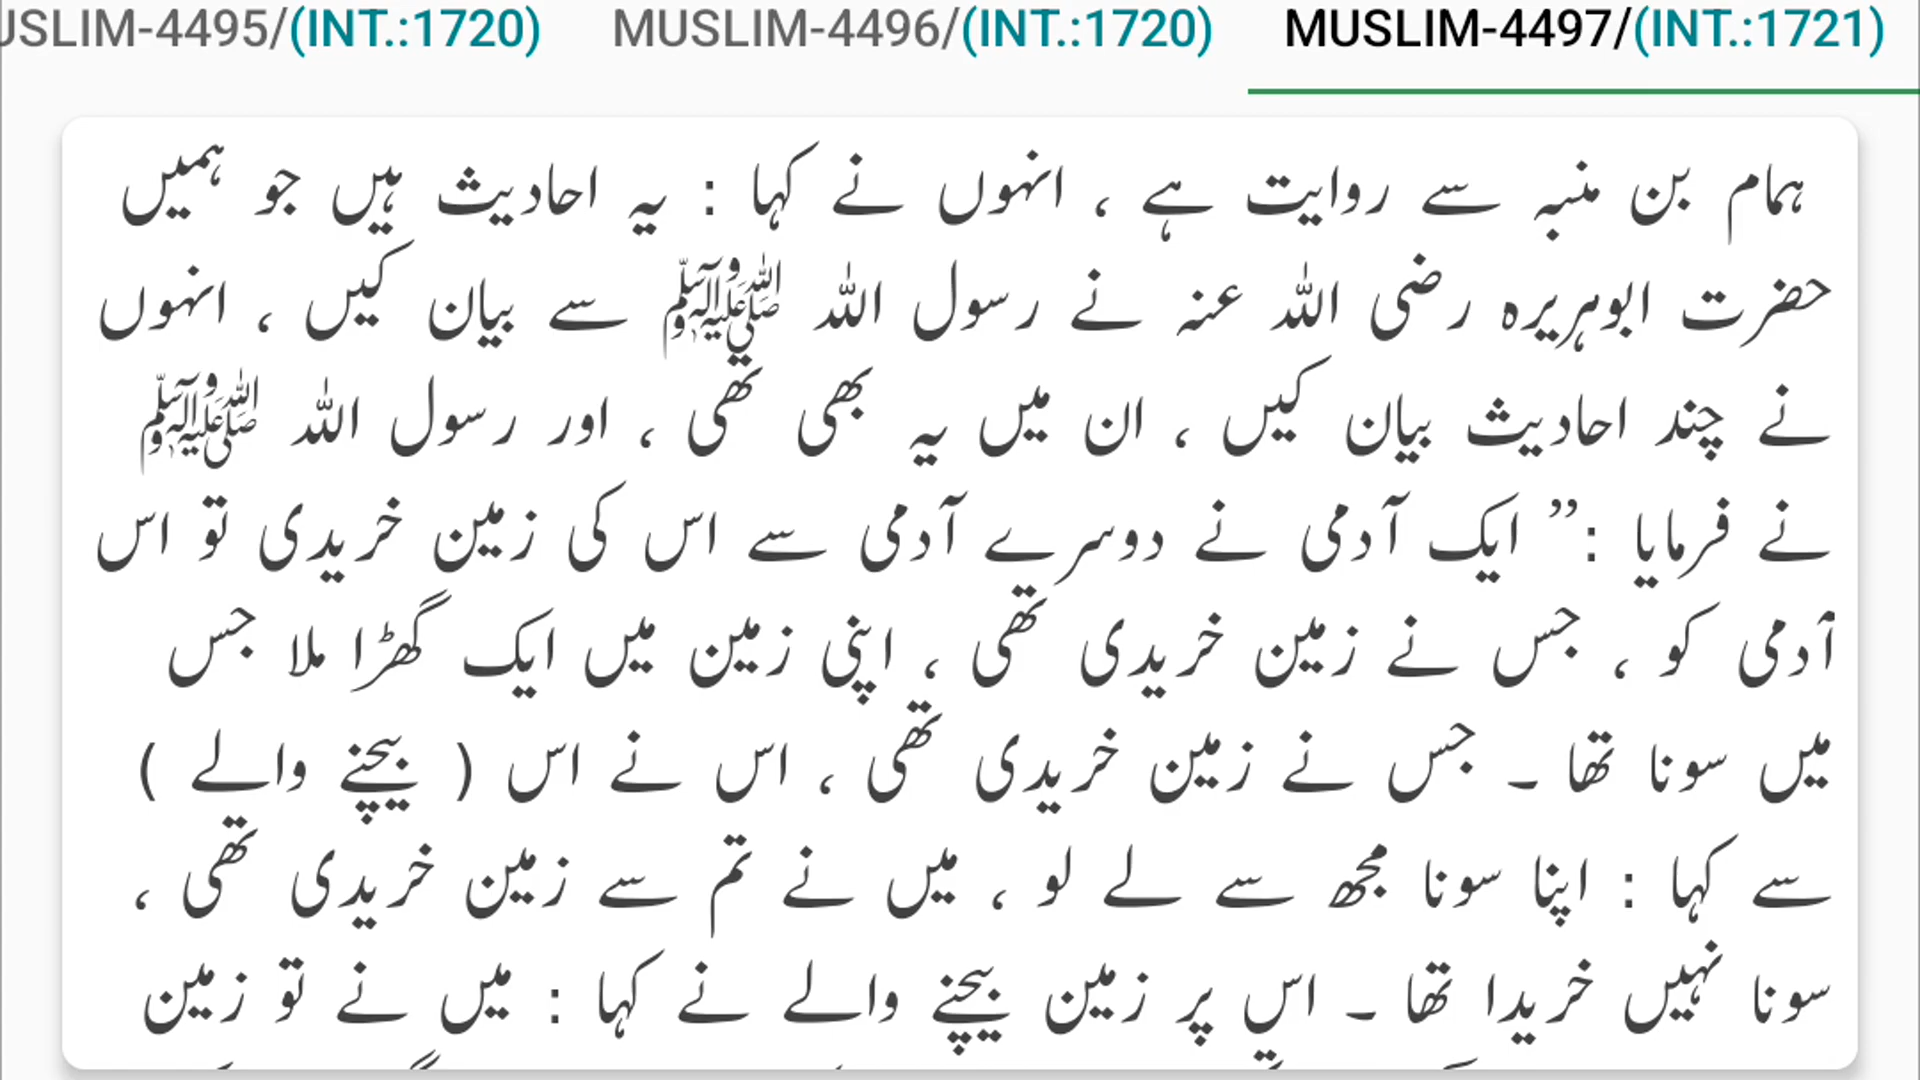 USLIM-4495/(INT.:1720) MUSLIM-4496/(INT.:1720) MUSLIM-4497/(INT.:1721)
ہمام بن منبہ سے روایت ہے ، انہوں نے کہا : یہ احادیث ہیں جو ہمیں
حضرت ابوہریرہ رضی اللہ عنہ نے رسول اللہ ﷺ سے بیان کیں ، انہوں
نے چند احادیث بیان کیں ، ان میں یہ بھی تھی ، اور رسول اللہ ﷺ
نے فرمایا :’’ ایک آدمی نے دوسرے آدمی سے اس کی زمین خریدی تو اس
آدمی کو ، جس نے زمین خریدی تھی ، اپنی زمین میں ایک گھڑا ملا جس
میں سونا تھا ۔ جس نے زمین خریدی تھی ، اس نے اس ( بیچنے والے )
سے کہا : اپنا سونا مجھ سے لے لو ، میں نے تم سے زمین خریدی تھی ،
سونا نہیں خریدا تھا ۔ اس پر زمین بیچنے والے نے کہا : میں نے تو زمین